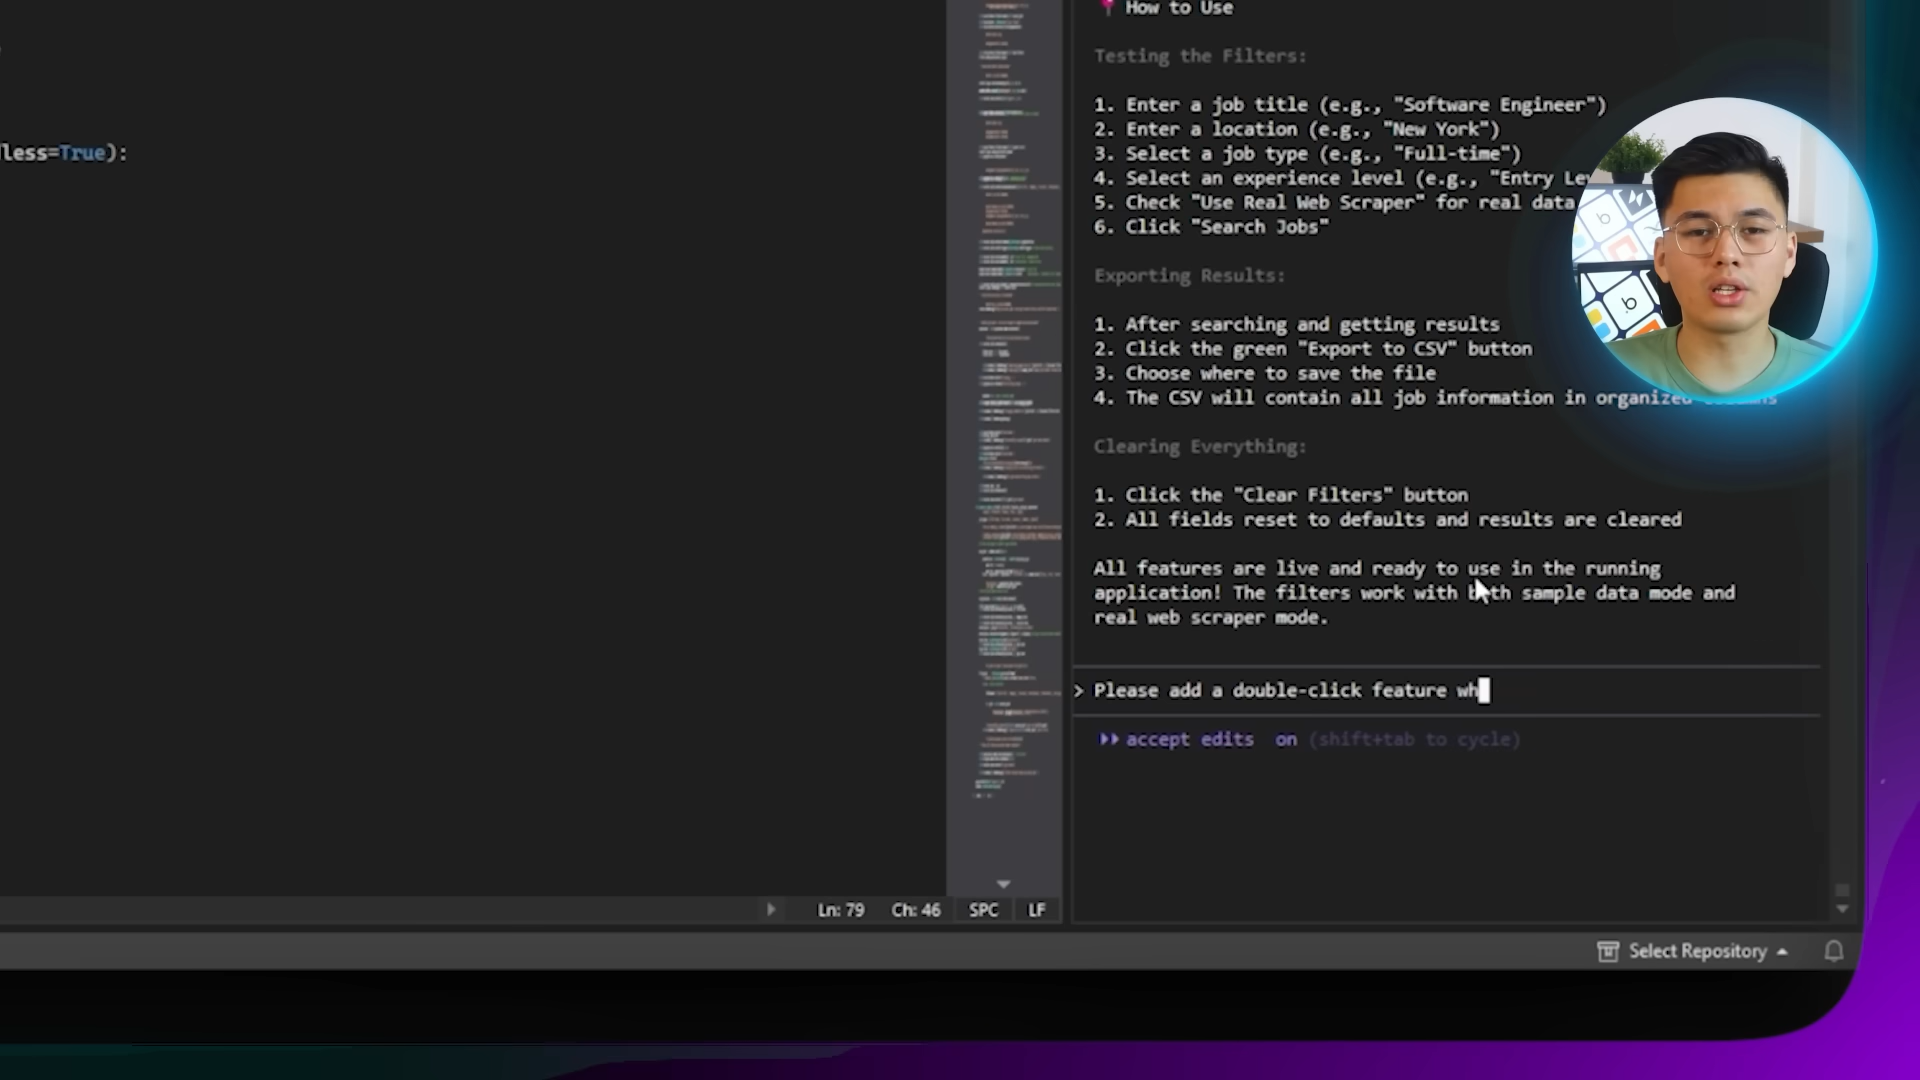 How to Use
Testing the Filters:
1. Enter a job title (e.g., "Software Engineer")
2. Enter a location (e.g., "New York")
less=True):
3. Select a job type (e.g., "Full-time")
4. Select an experience level (e.g., "Entry Le
5. Check "Use Real Web Scraper" for real data
6. Click "Search Jobs"
Exporting Results:
1. After searching and getting results
2. Click the green "Export to CSV" button
3. Choose where to save the file
4. The CSV will contain all job information in organized
Clearing Everything:
1. Click the "Clear Filters" button
2. All fields reset to defaults and results are cleared
All features are live and ready to use in the running
application! The filters work with both sample data mode and
real web scraper mode.
> Please add a double-click feature wh
accept edits on (shift+tab to cycle)
Ln: 79 Ch: 46 SPC LF
Select Repository